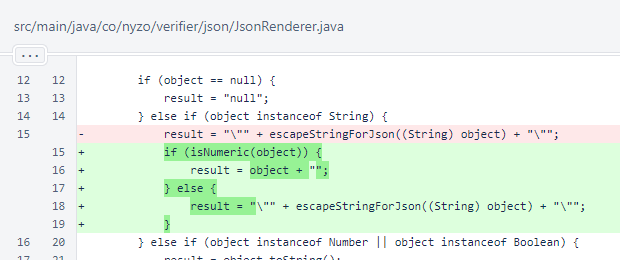 src/main/java/co/nyzo/verifier/json/JsonRenderer.java
...
12 12 if (object == null) {
13 13 result = "null";
14 14 } else if (object instanceof String) {
15 - result = "\"" + escapeStringForJson((String) object) + "\"";
15 + if (isNumeric(object)) {
16 + result = object + "";
17 + } else {
18 + result = "\"" + escapeStringForJson((String) object) + "\"";
19 + }
16 20 } else if (object instanceof Number || object instanceof Boolean) {
17 21 result = object.toString();